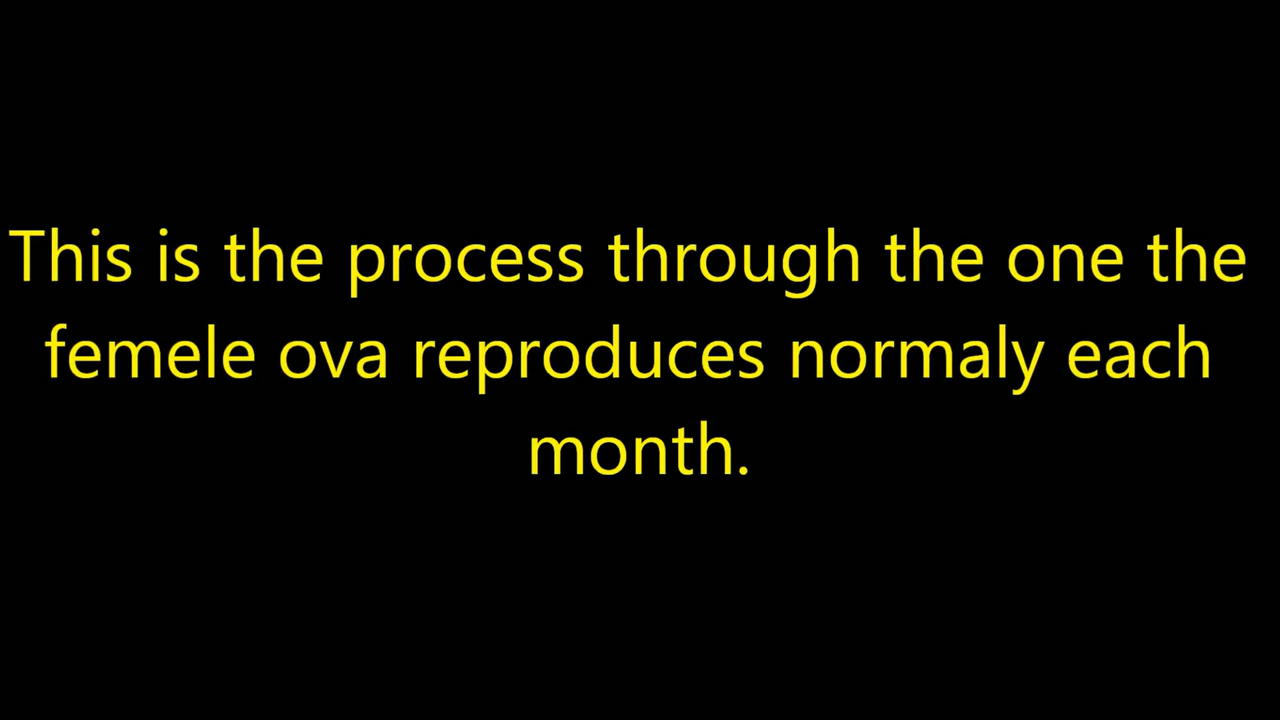 This is the process through the one the
femele ova reproduces normaly each
month.